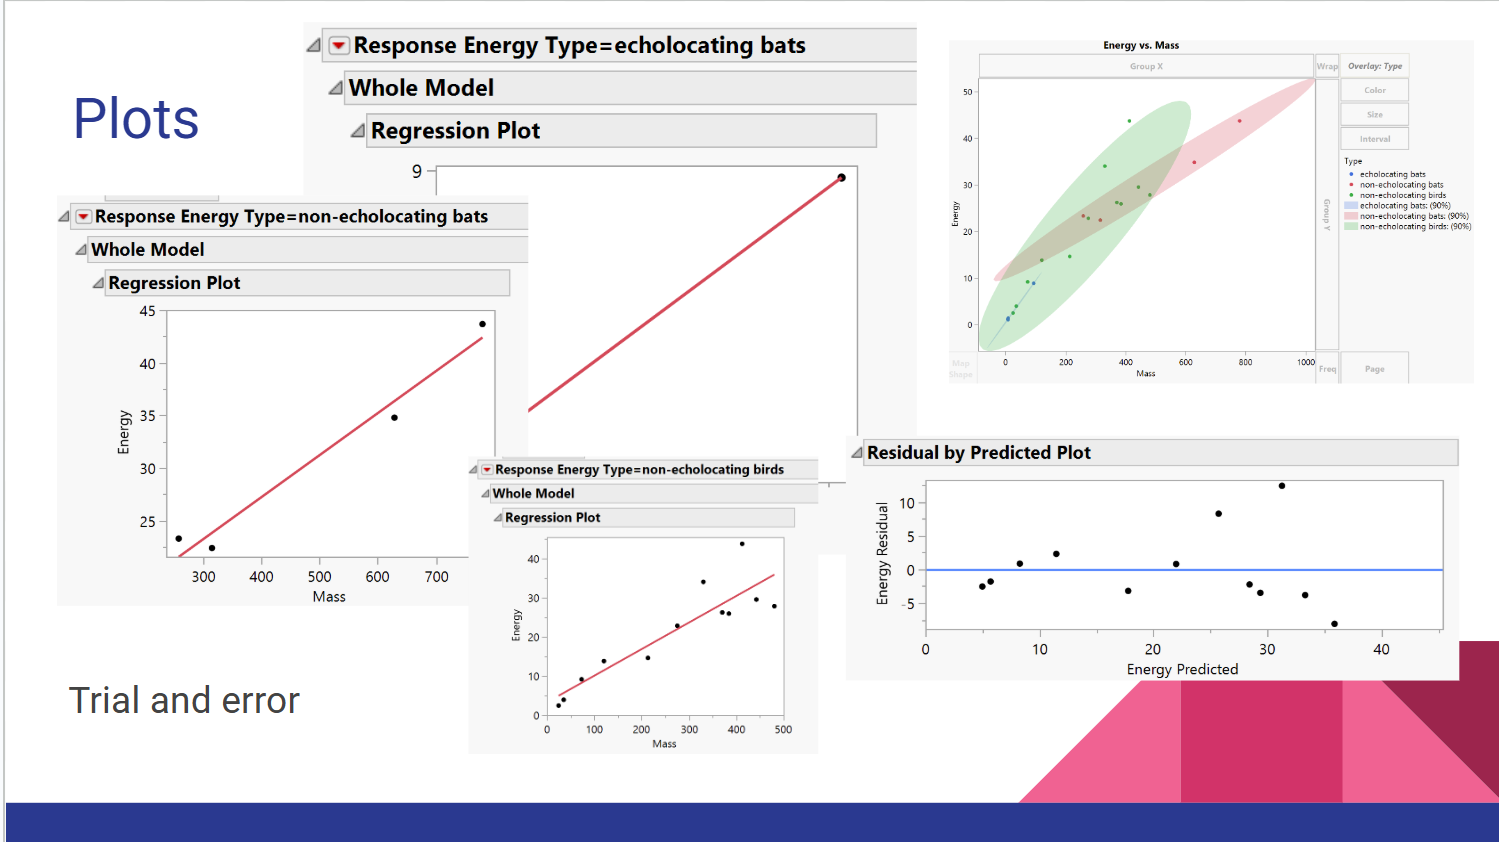 Plots
Response Energy Type=echolocating bats
Whole Model
Regression Plot
9
Response Energy Type=non-echolocating bats
Whole Model
Regression Plot
45
40
35
30
25
Energy
300 400 500 600 700
Mass
Response Energy Type=non-echolocating birds
Whole Model
Regression Plot
40
30
20
10
0
Energy
0 100 200 300 400 500
Mass
Energy vs. Mass
Group X
Wrap
Overlay: Type
Color
Size
Interval
Type
echolocating bats
non-echolocating bats
non-echolocating birds
echolocating bats: (90%)
non-echolocating bats: (90%)
non-echolocating birds: (90%)
50
40
30
20
10
0
Energy
Group Y
0 200 400 600 800 1000
Mass
Map
Shape
Freq
Page
Residual by Predicted Plot
10
5
0
-5
Energy Residual
0 10 20 30 40
Energy Predicted
Trial and error